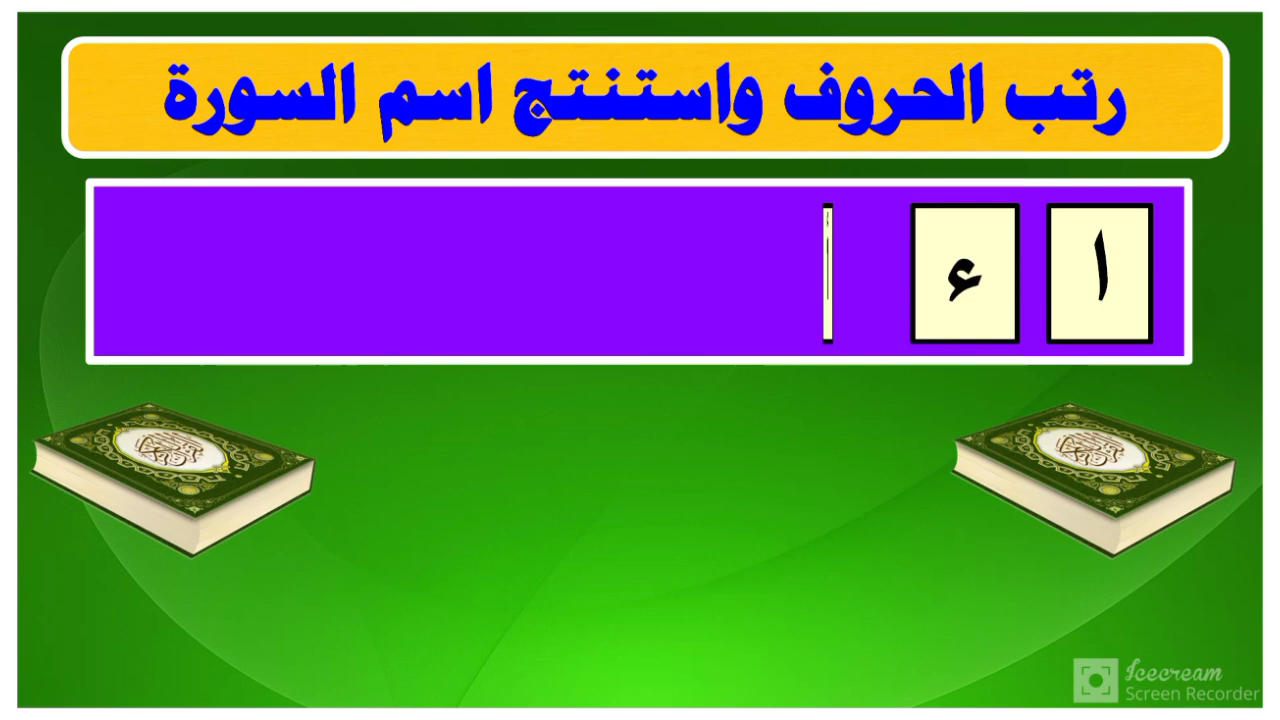 رتب الحروف واستنتج اسم السورة
ا ء
Icecream
Screen Recorder